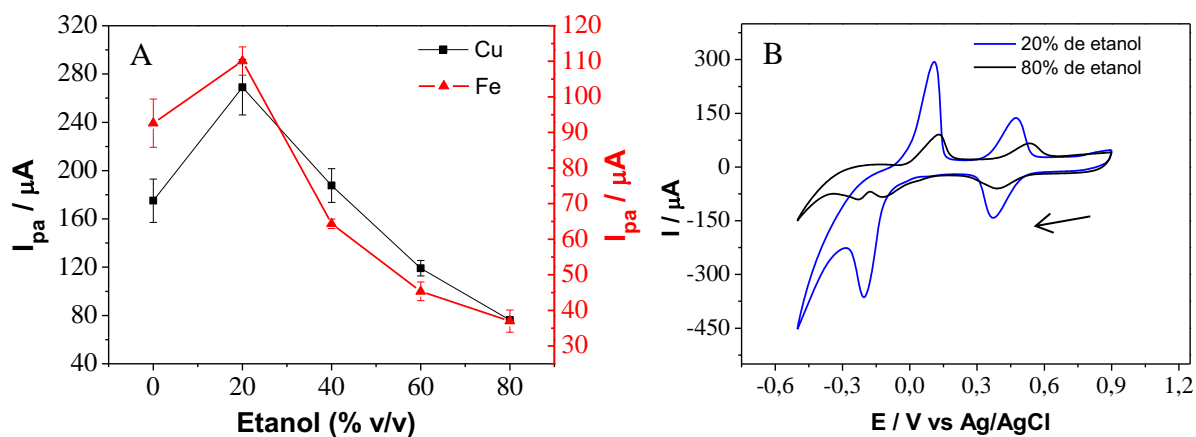 A
Cu
Fe
320
280
240
200
160
120
80
40
I_pa / µA
120
110
100
90
80
70
65
50
40
30
I_pa / µA
0 20 40 60 80
Etanol (% v/v)
B
20% de etanol
80% de etanol
300
150
0
-150
-300
-450
I / µA
-0,6 -0,3 0,0 0,3 0,6 0,9 1,2
E / V vs Ag/AgCl